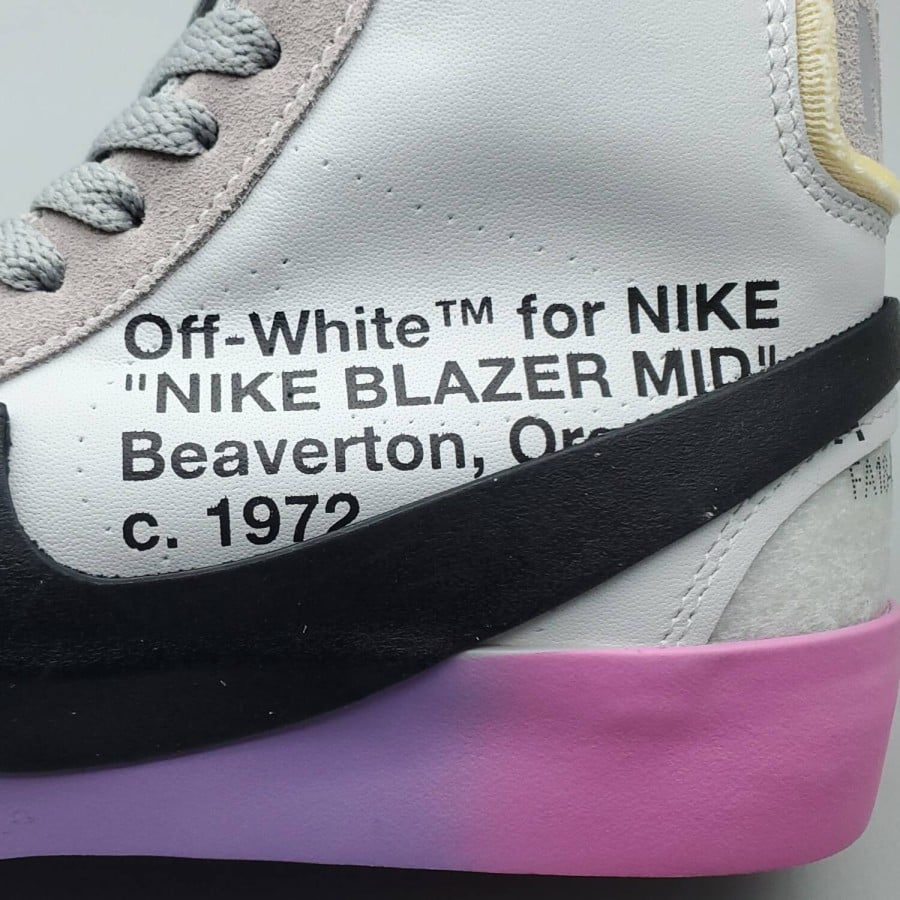 Off-White™ for NIKE
"NIKE BLAZER MID"
Beaverton,
c. 1972